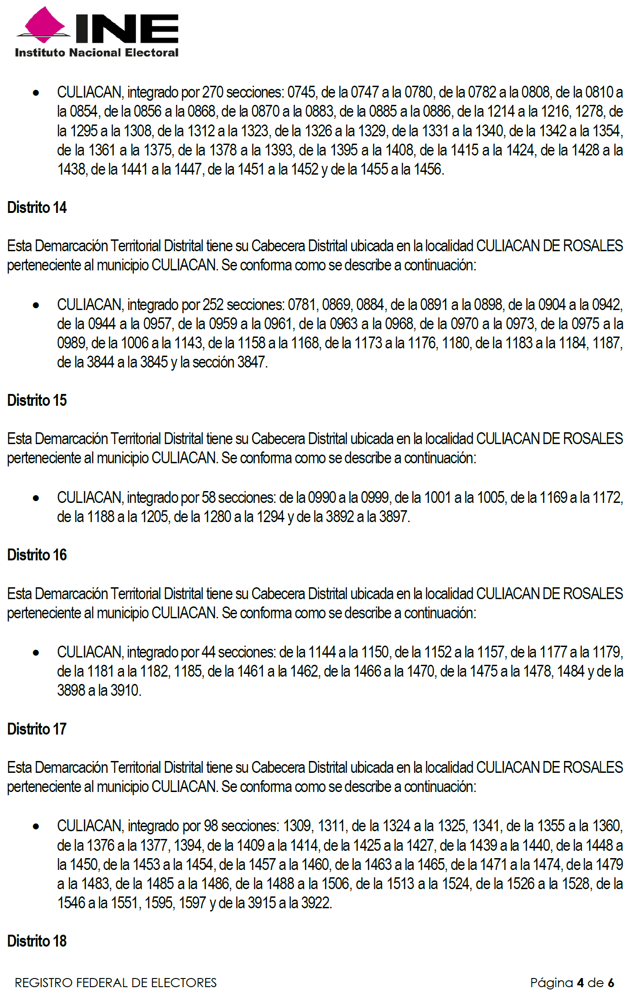 INE
Instituto Nacional Electoral
• CULIACAN, integrado por 270 secciones: 0745, de la 0747 a la 0780, de la 0782 a la 0808, de la 0810 a
la 0854, de la 0856 a la 0868, de la 0870 a la 0883, de la 0885 a la 0886, de la 1214 a la 1216, 1278, de
la 1295 a la 1308, de la 1312 a la 1323, de la 1326 a la 1329, de la 1331 a la 1340, de la 1342 a la 1354,
de la 1361 a la 1375, de la 1378 a la 1393, de la 1395 a la 1408, de la 1415 a la 1424, de la 1428 a la
1438, de la 1441 a la 1447, de la 1451 a la 1452 y de la 1455 a la 1456.
Distrito 14
Esta Demarcación Territorial Distrital tiene su Cabecera Distrital ubicada en la localidad CULIACAN DE ROSALES
perteneciente al municipio CULIACAN. Se conforma como se describe a continuación:
• CULIACAN, integrado por 252 secciones: 0781, 0869, 0884, de la 0891 a la 0898, de la 0904 a la 0942,
de la 0944 a la 0957, de la 0959 a la 0961, de la 0963 a la 0968, de la 0970 a la 0973, de la 0975 a la
0989, de la 1006 a la 1143, de la 1158 a la 1168, de la 1173 a la 1176, 1180, de la 1183 a la 1184, 1187,
de la 3844 a la 3845 y la sección 3847.
Distrito 15
Esta Demarcación Territorial Distrital tiene su Cabecera Distrital ubicada en la localidad CULIACAN DE ROSALES
perteneciente al municipio CULIACAN. Se conforma como se describe a continuación:
• CULIACAN, integrado por 58 secciones: de la 0990 a la 0999, de la 1001 a la 1005, de la 1169 a la 1172,
de la 1188 a la 1205, de la 1280 a la 1294 y de la 3892 a la 3897.
Distrito 16
Esta Demarcación Territorial Distrital tiene su Cabecera Distrital ubicada en la localidad CULIACAN DE ROSALES
perteneciente al municipio CULIACAN. Se conforma como se describe a continuación:
• CULIACAN, integrado por 44 secciones: de la 1144 a la 1150, de la 1152 a la 1157, de la 1177 a la 1179,
de la 1181 a la 1182, 1185, de la 1461 a la 1462, de la 1466 a la 1470, de la 1475 a la 1478, 1484 y de la
3898 a la 3910.
Distrito 17
Esta Demarcación Territorial Distrital tiene su Cabecera Distrital ubicada en la localidad CULIACAN DE ROSALES
perteneciente al municipio CULIACAN. Se conforma como se describe a continuación:
• CULIACAN, integrado por 98 secciones: 1309, 1311, de la 1324 a la 1325, 1341, de la 1355 a la 1360,
de la 1376 a la 1377, 1394, de la 1409 a la 1414, de la 1425 a la 1427, de la 1439 a la 1440, de la 1448 a
la 1450, de la 1453 a la 1454, de la 1457 a la 1460, de la 1463 a la 1465, de la 1471 a la 1474, de la 1479
a la 1483, de la 1485 a la 1486, de la 1488 a la 1506, de la 1513 a la 1524, de la 1526 a la 1528, de la
1546 a la 1551, 1595, 1597 y de la 3915 a la 3922.
Distrito 18
REGISTRO FEDERAL DE ELECTORES
Página 4 de 6